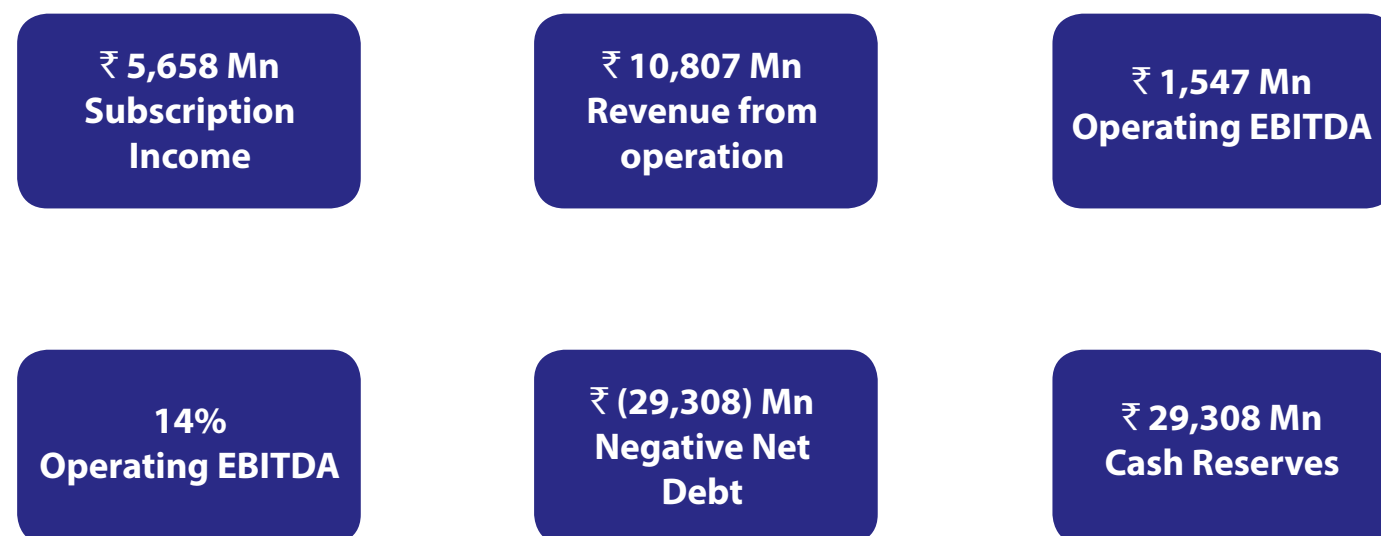 ₹ 5,658 Mn
Subscription
Income
₹ 10,807 Mn
Revenue from
operation
₹ 1,547 Mn
Operating EBITDA
14%
Operating EBITDA
₹ (29,308) Mn
Negative Net
Debt
₹ 29,308 Mn
Cash Reserves